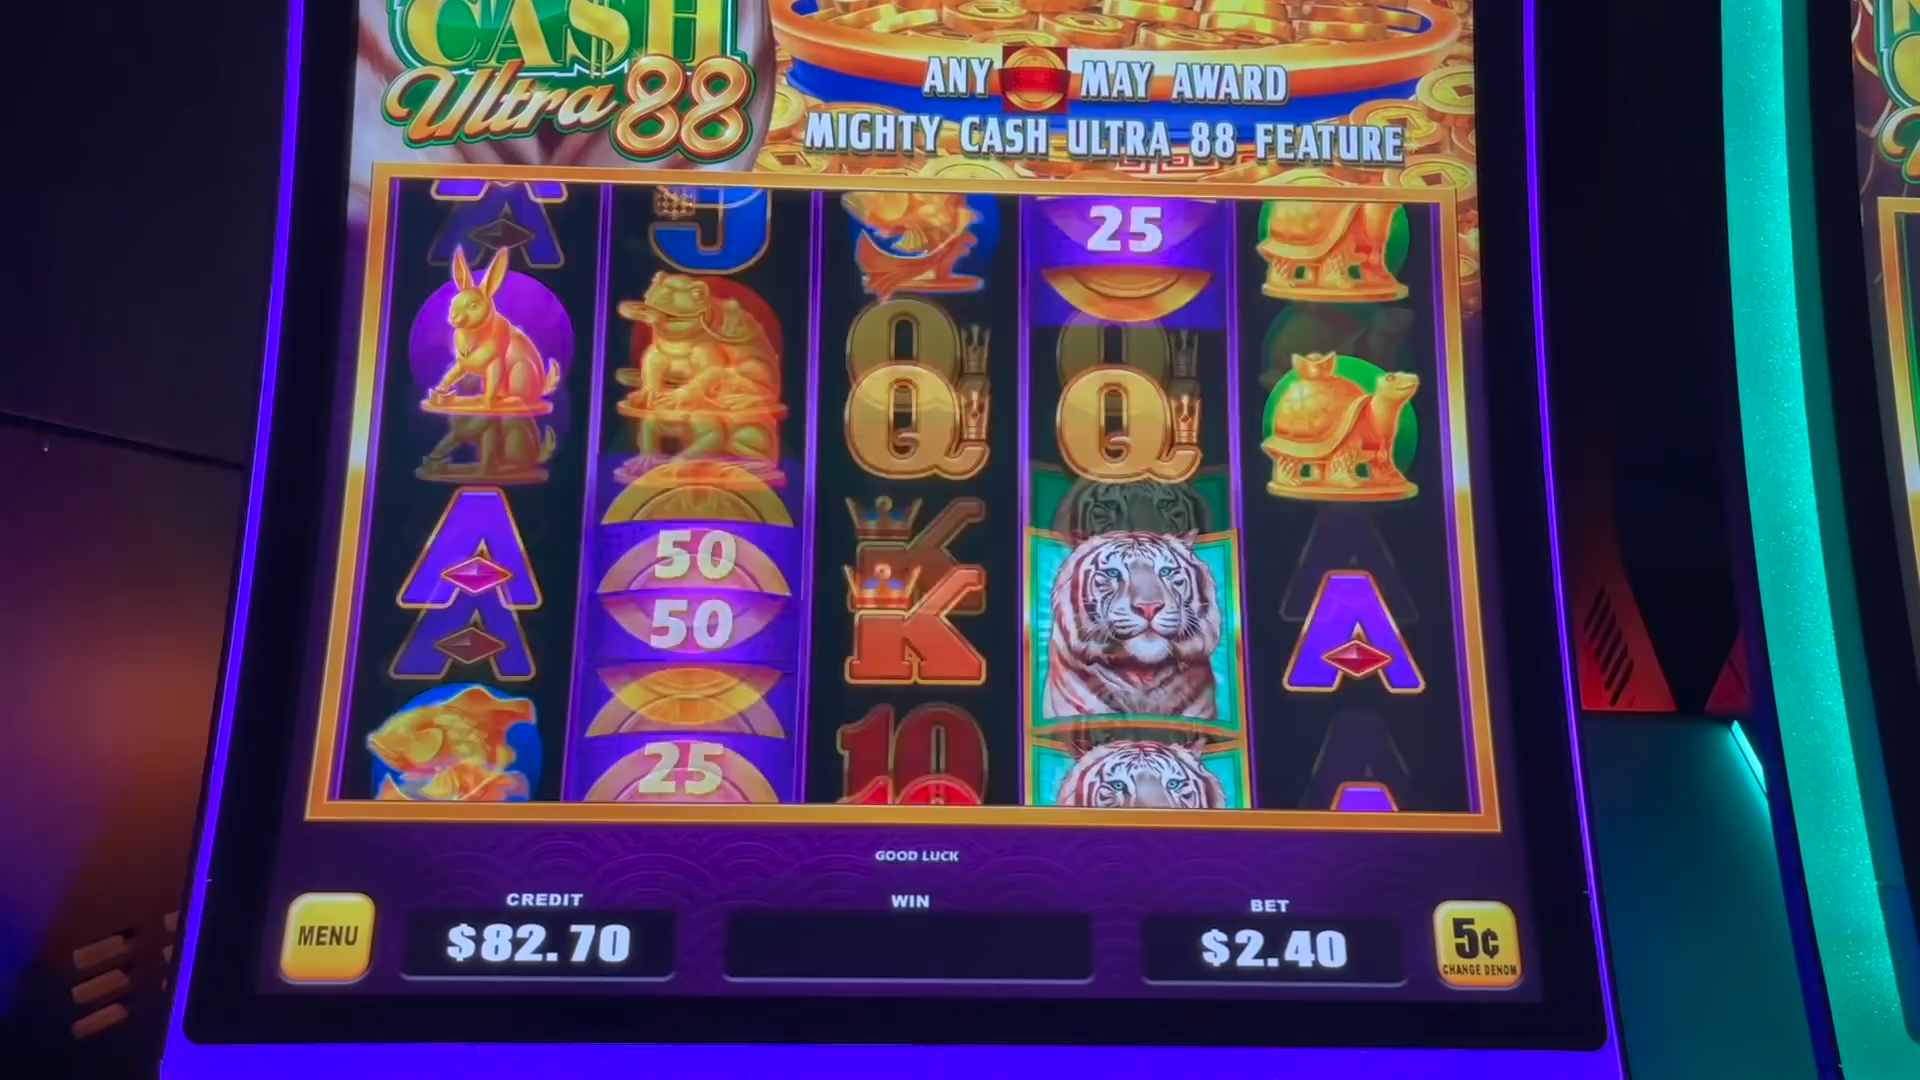 CASH
Ultra 88
ANY MAY AWARD
MIGHTY CASH ULTRA 88 FEATURE
A
J
25
Q
Q
Q
Q
A
50
K
A
50
K
A
A
25
10
10
A
GOOD LUCK
MENU
CREDIT
$82.70
WIN
BET
$2.40
5¢
CHANGE DENOM